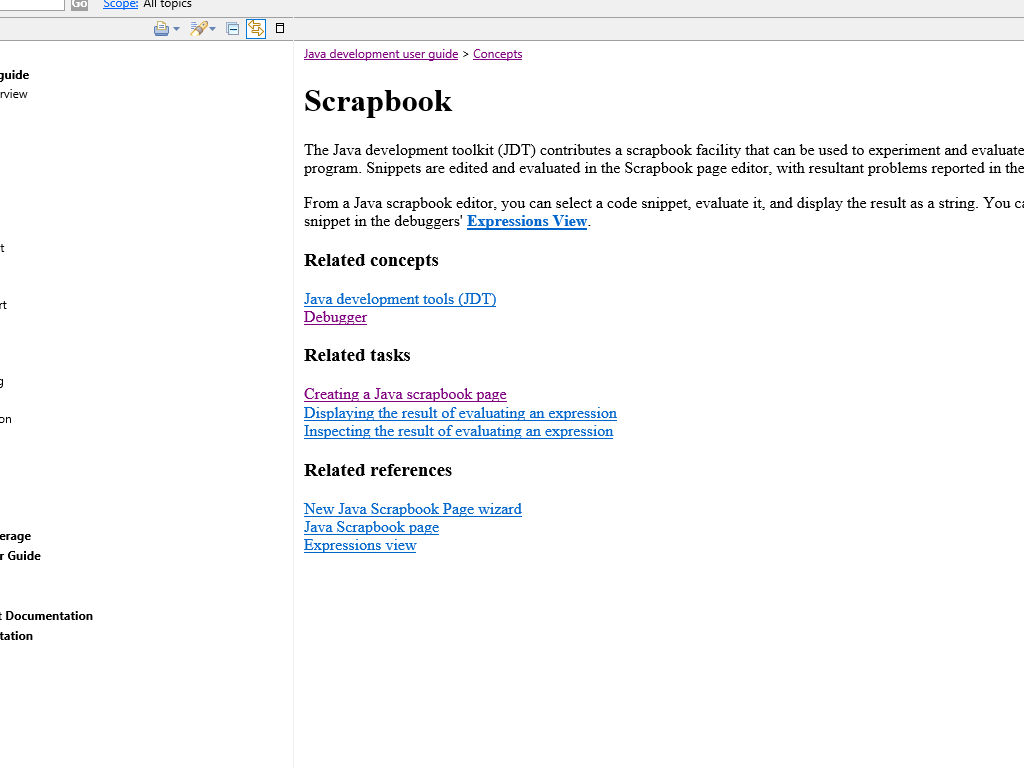 Go Scope: All topics
guide
rview
t
rt
g
on
erage
r Guide
t Documentation
tation
Java development user guide > Concepts
Scrapbook
The Java development toolkit (JDT) contributes a scrapbook facility that can be used to experiment and evaluate
program. Snippets are edited and evaluated in the Scrapbook page editor, with resultant problems reported in the
From a Java scrapbook editor, you can select a code snippet, evaluate it, and display the result as a string. You ca
snippet in the debuggers' Expressions View.
Related concepts
Java development tools (JDT)
Debugger
Related tasks
Creating a Java scrapbook page
Displaying the result of evaluating an expression
Inspecting the result of evaluating an expression
Related references
New Java Scrapbook Page wizard
Java Scrapbook page
Expressions view